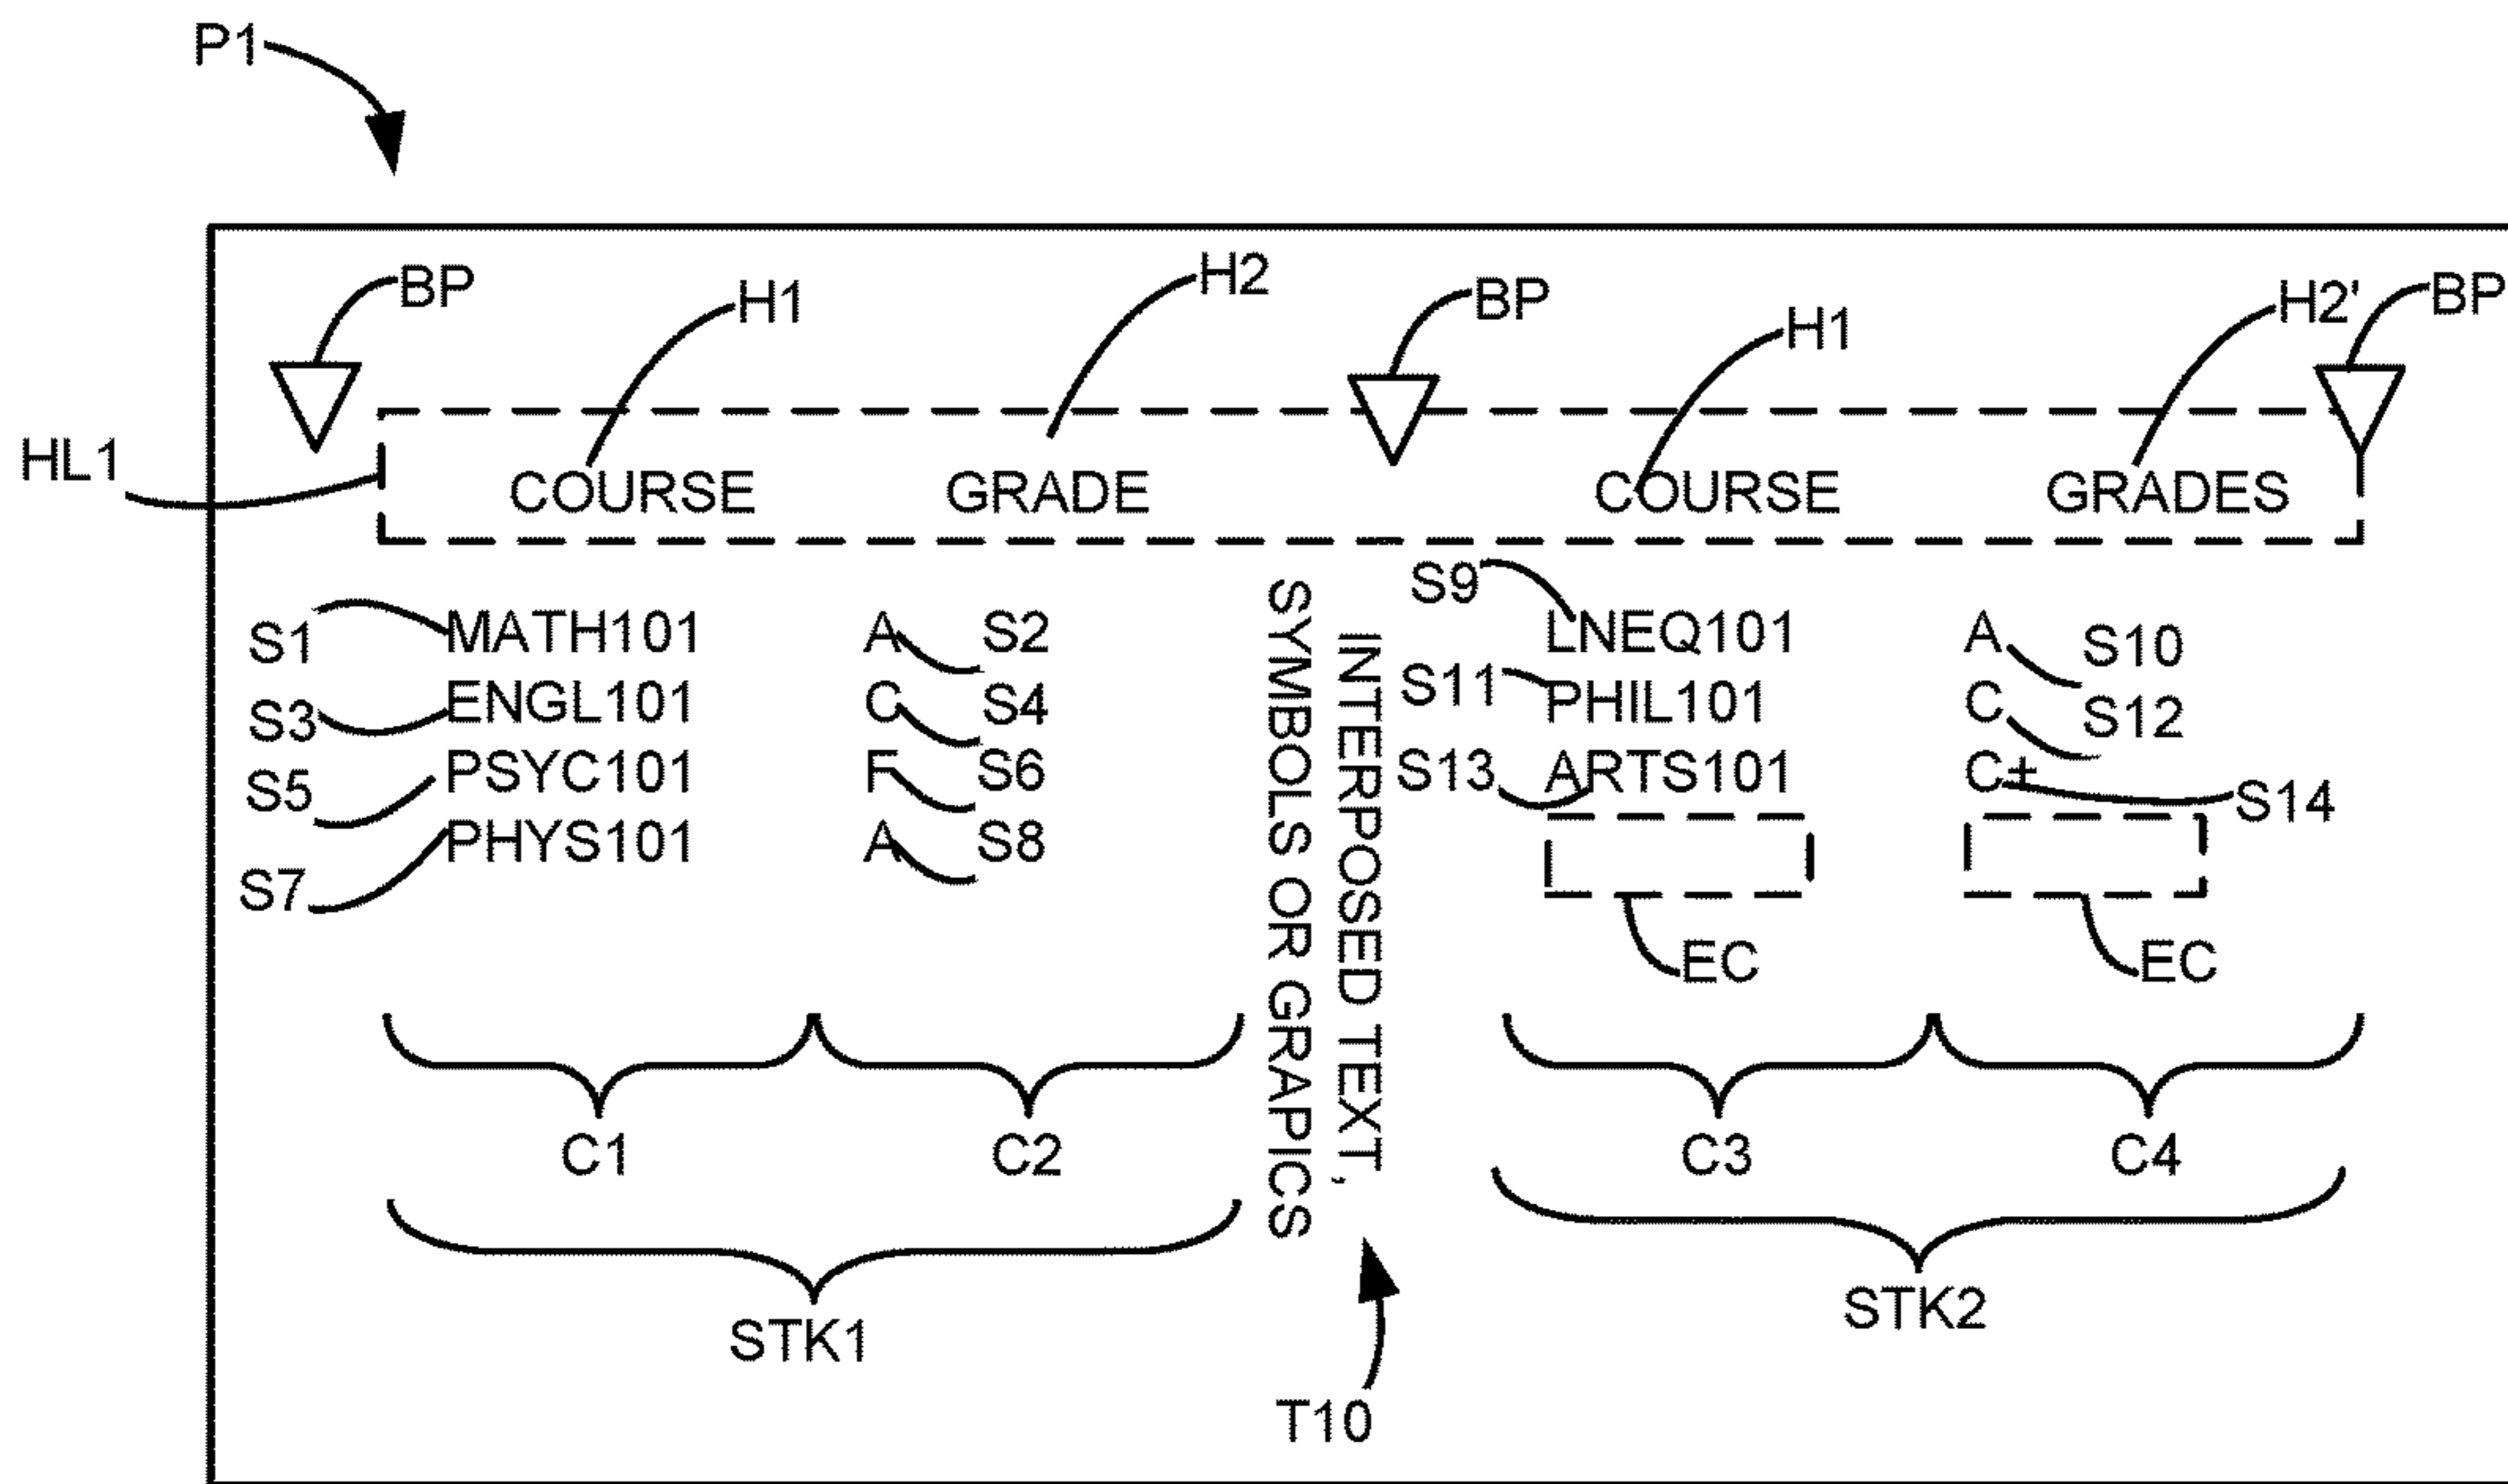 P1
BP H1 H2 BP H1 H2' BP
HL1
COURSE GRADE COURSE GRADES
S1 MATH101 A S2
S3 ENGL101 C S4
S5 PSYC101 F S6
S7 PHYS101 A S8
INTERPOSED TEXT,
SYMBOLS OR GRAPICS
S9 LNEQ101 A S10
S11 PHIL101 C S12
S13 ARTS101 C+ S14
EC EC
C1 C2 C3 C4
STK1 STK2
T10